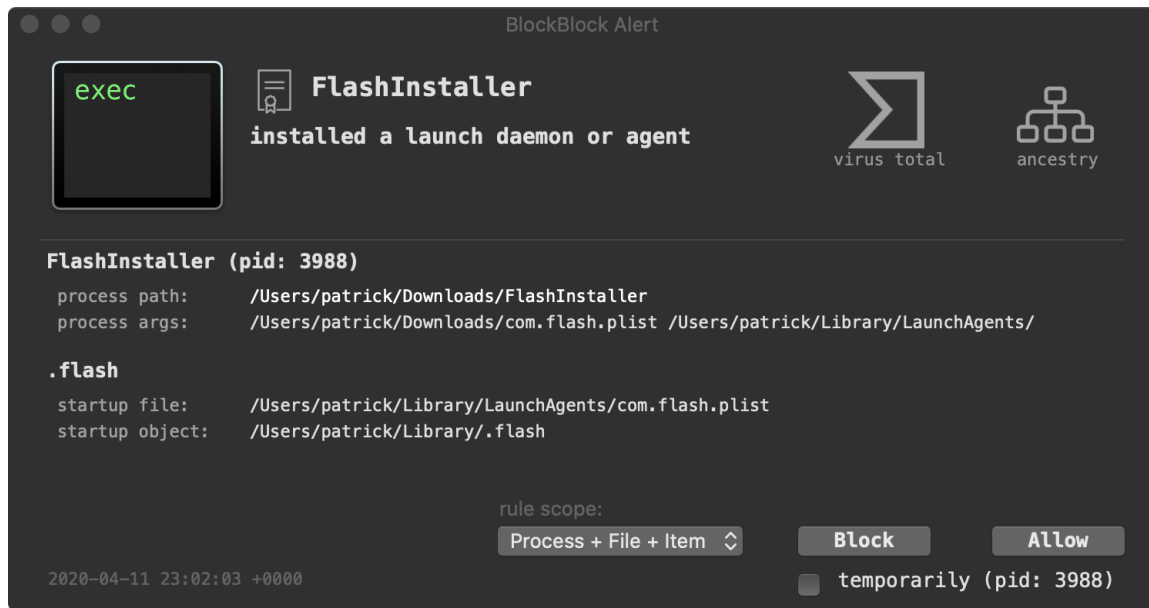 BlockBlock Alert
exec
FlashInstaller
installed a launch daemon or agent
virus total
ancestry
FlashInstaller (pid: 3988)
process path: /Users/patrick/Downloads/FlashInstaller
process args: /Users/patrick/Downloads/com.flash.plist /Users/patrick/Library/LaunchAgents/
.flash
startup file: /Users/patrick/Library/LaunchAgents/com.flash.plist
startup object: /Users/patrick/Library/.flash
rule scope:
Process + File + Item
Block
Allow
2020-04-11 23:02:03 +0000
temporarily (pid: 3988)